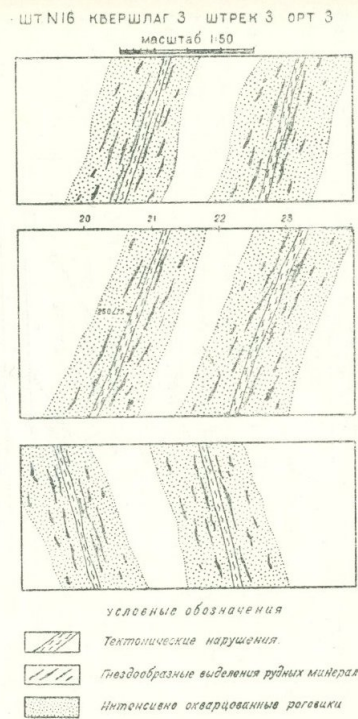 ШТ N16 КВЕРШЛАГ 3 ШТРЕК 3 ОРТ 3
масштаб 1:50
20 21 22 23
условные обозначения
Тектонические нарушения.
Гнездообразные выделения рудных минерал
Интенсивно окварцованные роговики